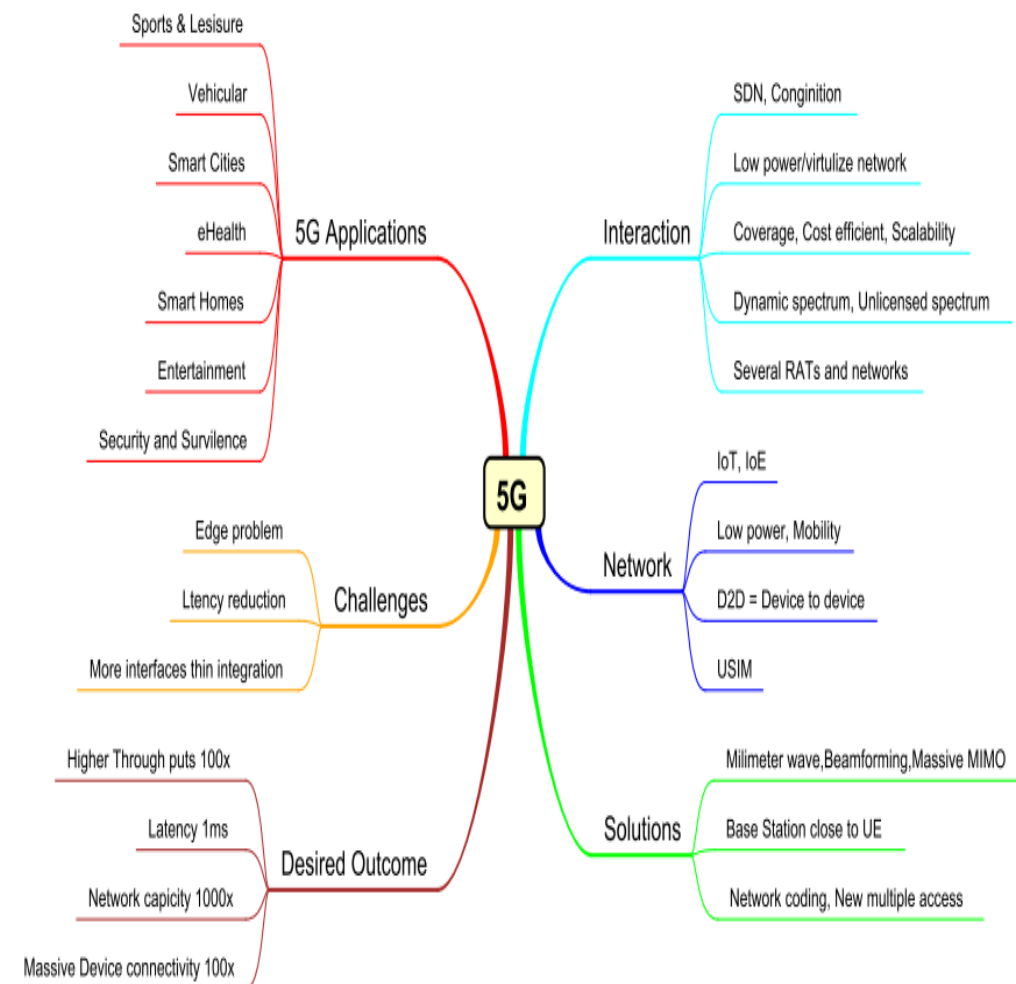 Sports & Lesisure
Vehicular
Smart Cities
eHealth
Smart Homes
Entertainment
Security and Survilence
5G Applications
Interaction
SDN, Conginition
Low power/virtulize network
Coverage, Cost efficient, Scalability
Dynamic spectrum, Unlicensed spectrum
Several RATs and networks
5G
Edge problem
Ltency reduction
More interfaces thin integration
Challenges
Network
IoT, IoE
Low power, Mobility
D2D = Device to device
USIM
Higher Through puts 100x
Latency 1ms
Network capicity 1000x
Massive Device connectivity 100x
Desired Outcome
Solutions
Milimeter wave,Beamforming,Massive MIMO
Base Station close to UE
Network coding, New multiple access